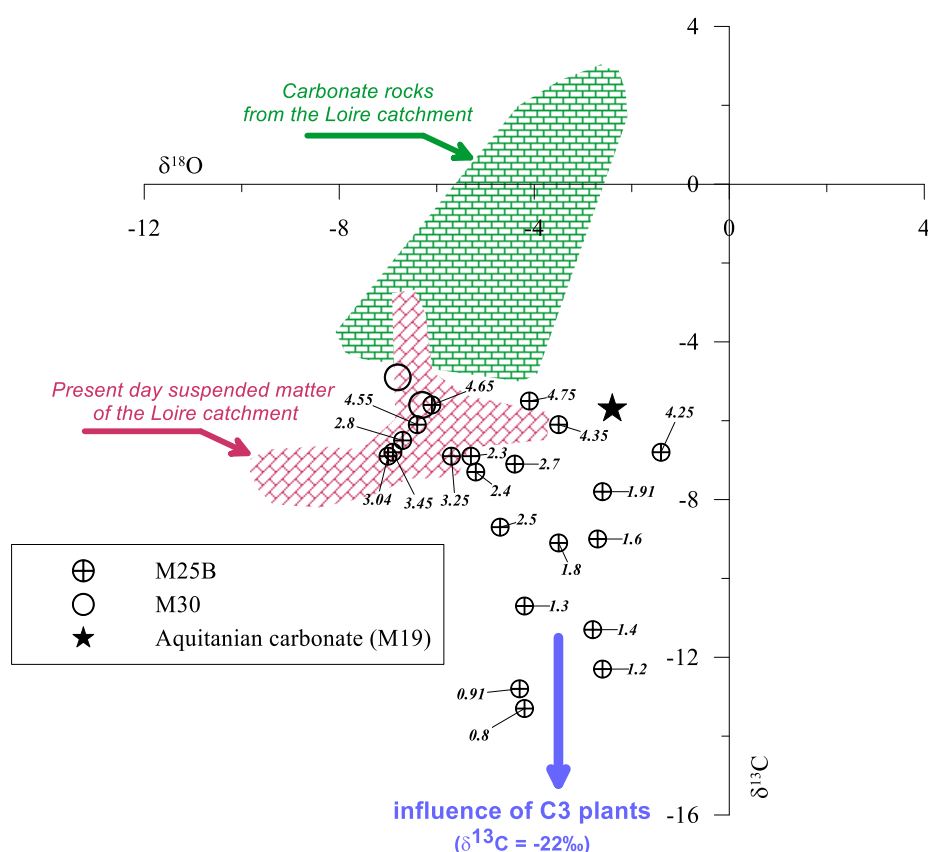 4
Carbonate rocks
from the Loire catchment
δ¹⁸O
0
-12
-8
-4
0
4
-4
Present day suspended matter
of the Loire catchment
4.65
4.55
4.75
4.25
2.8
4.35
2.3
2.7
3.04
3.45
3.25
2.4
1.91
-8
2.5
1.6
1.8
M25B
M30
Aquitanian carbonate (M19)
1.3
1.4
-12
1.2
0.91
0.8
δ¹³C
influence of C3 plants
-16
(δ¹³C = -22‰)